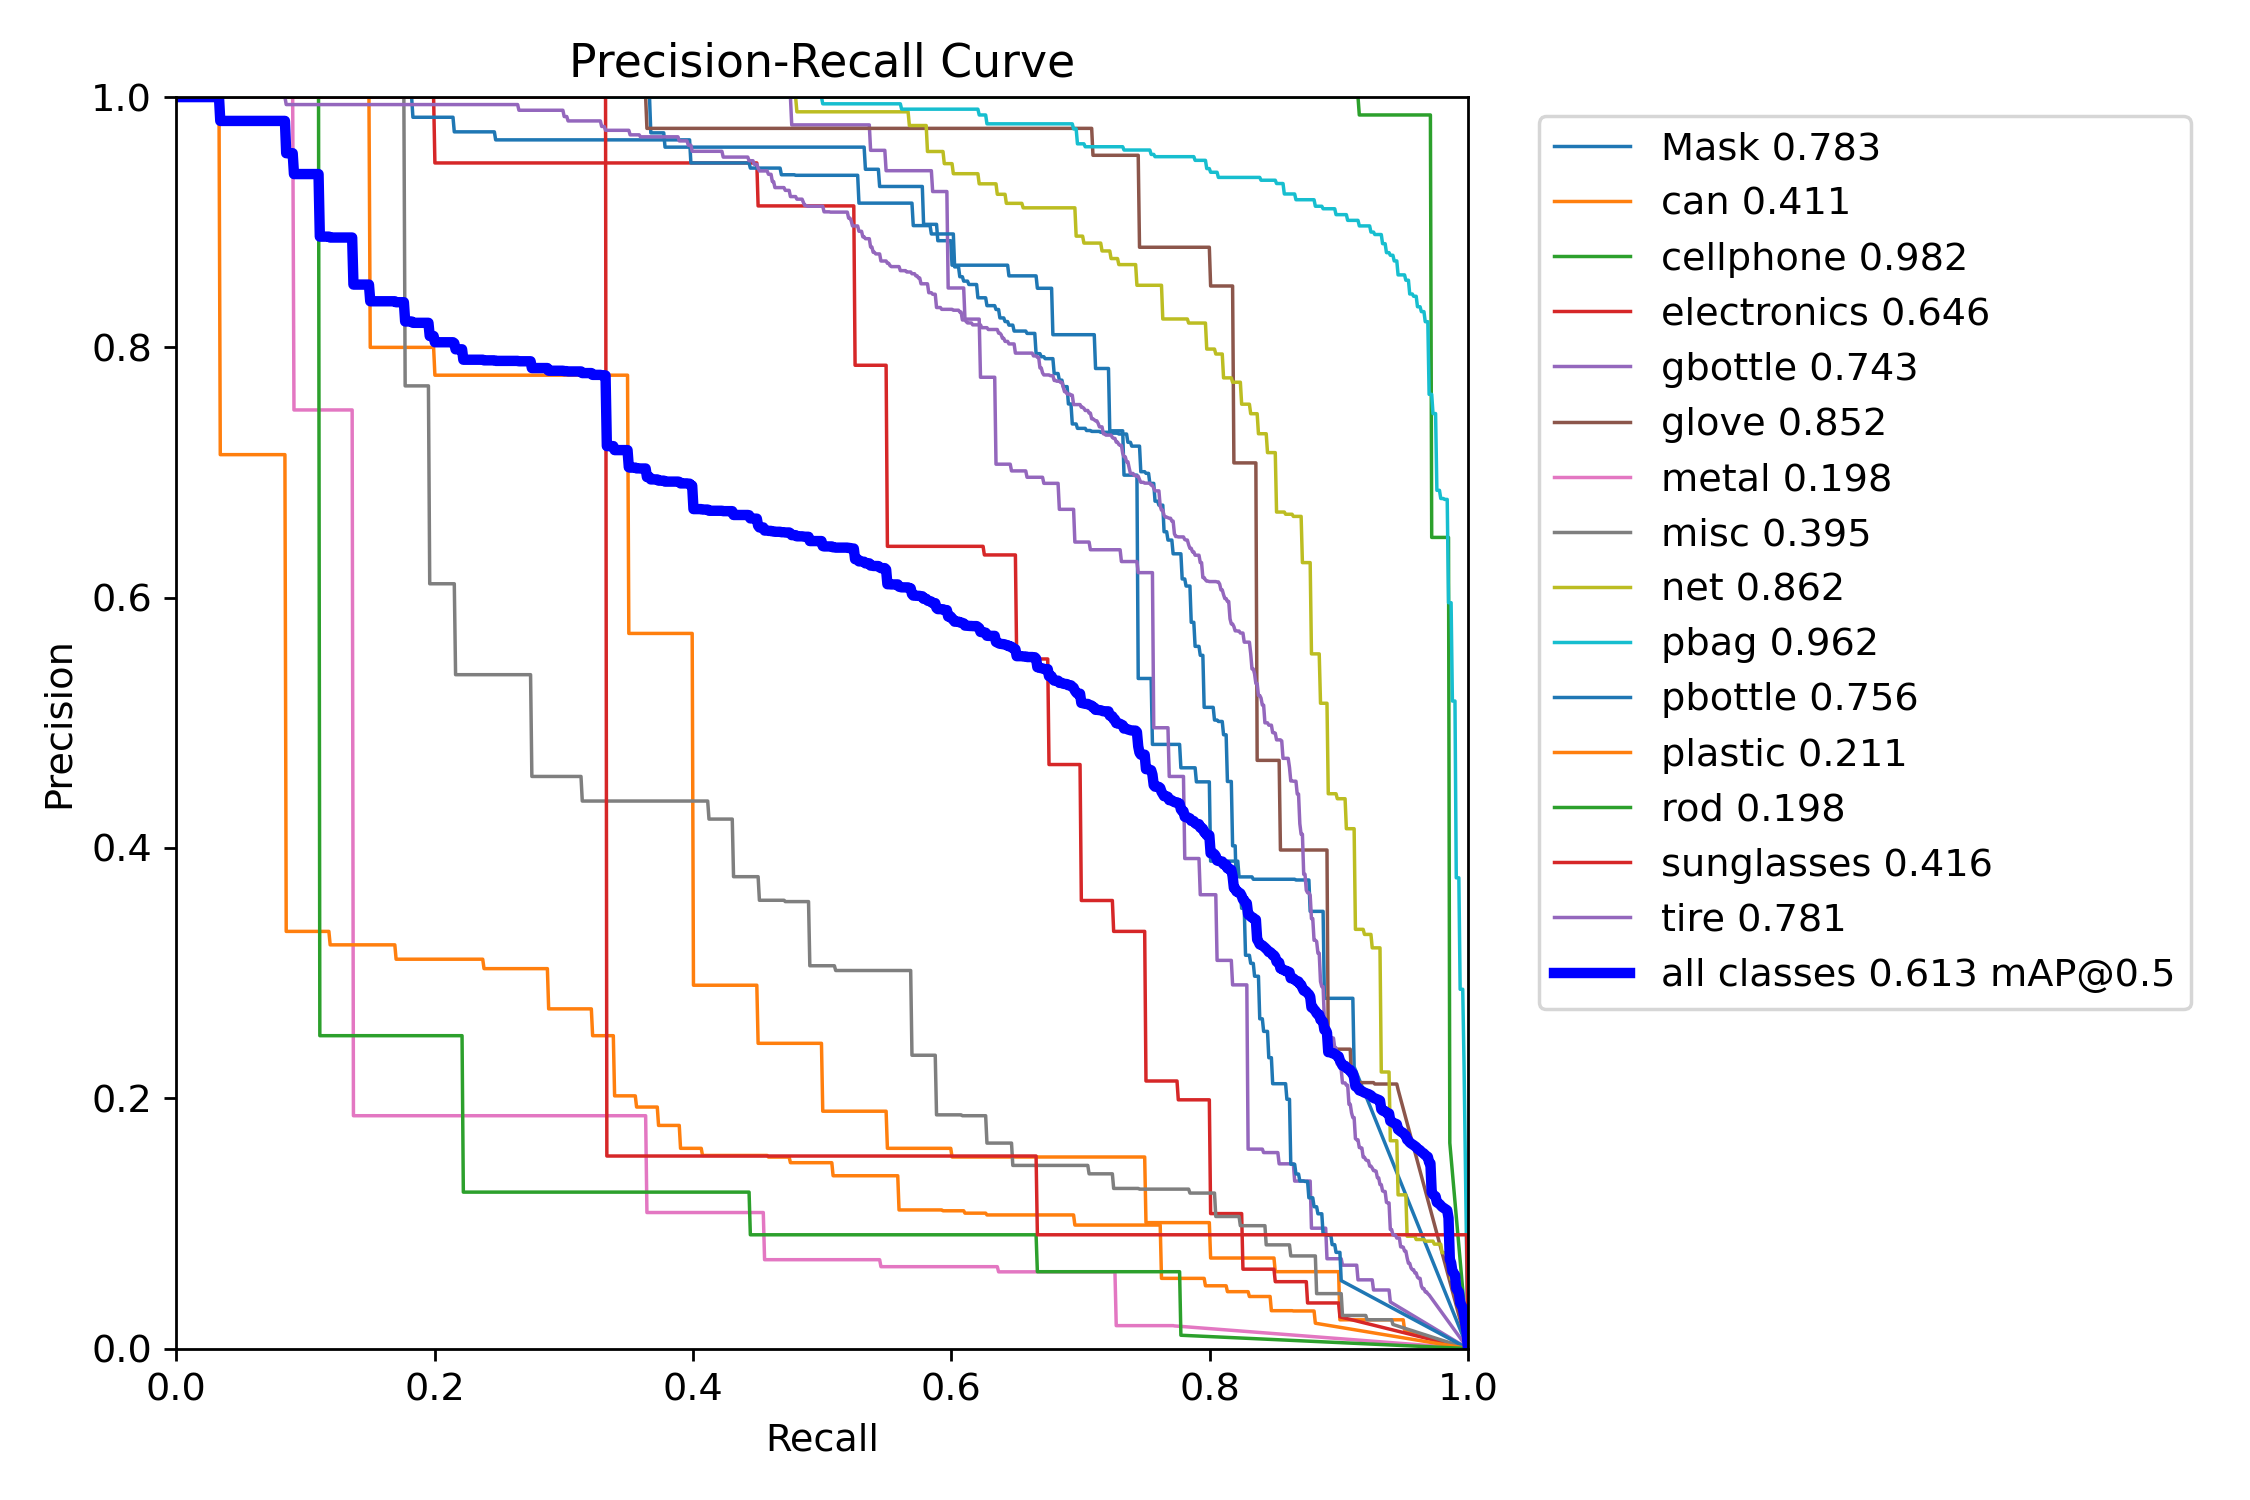 Precision-Recall Curve
1.0
0.8
0.6
0.4
0.2
0.0
Precision
0.0 0.2 0.4 0.6 0.8 1.0
Recall
Mask 0.783
can 0.411
cellphone 0.982
electronics 0.646
gbottle 0.743
glove 0.852
metal 0.198
misc 0.395
net 0.862
pbag 0.962
pbottle 0.756
plastic 0.211
rod 0.198
sunglasses 0.416
tire 0.781
all classes 0.613 mAP@0.5